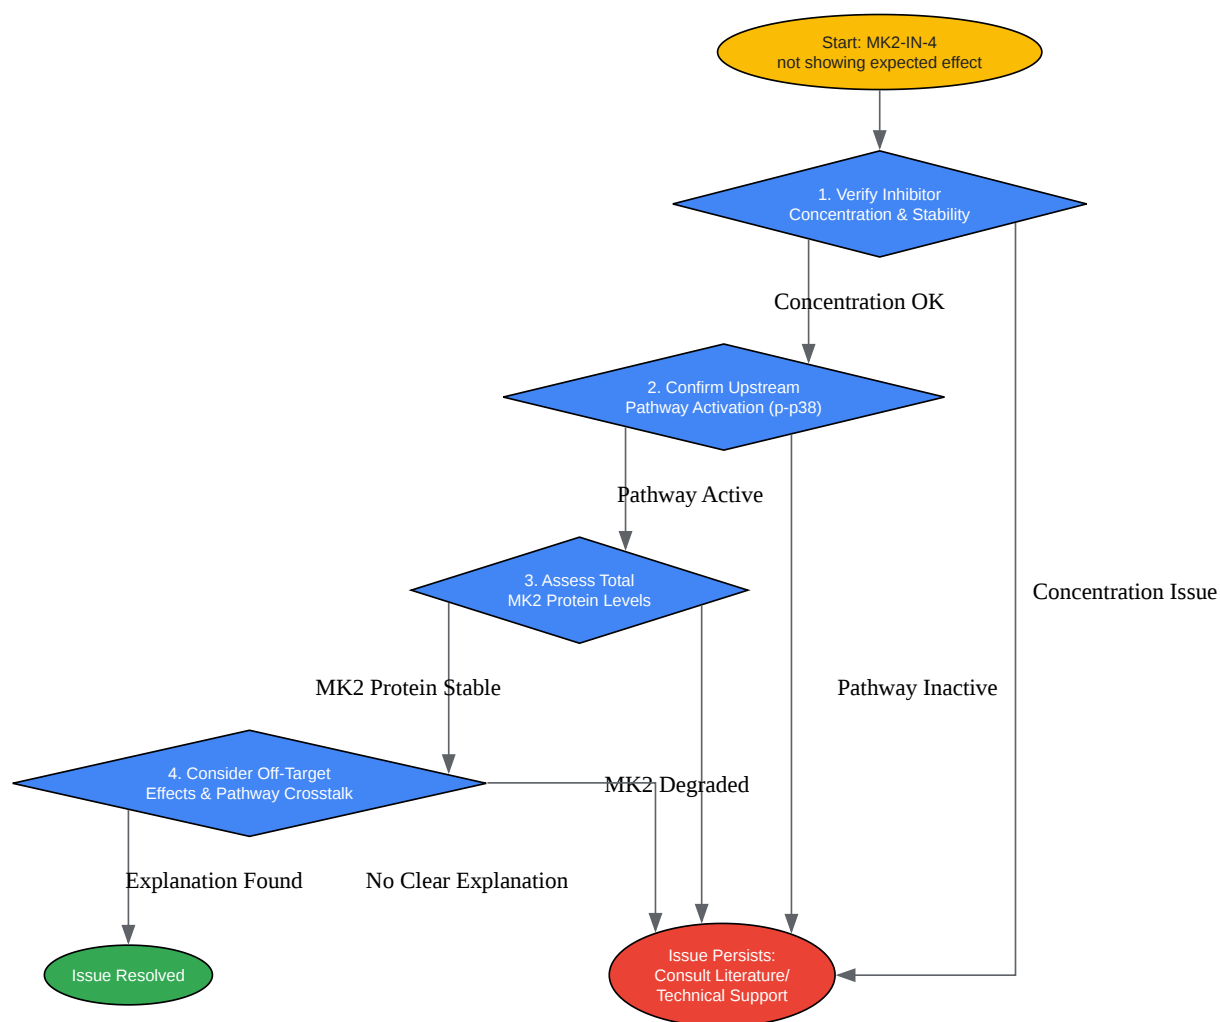 Start: MK2-IN-4
not showing expected effect
1. Verify Inhibitor
Concentration & Stability
Concentration OK
2. Confirm Upstream
Pathway Activation (p-p38)
Pathway Active
3. Assess Total
MK2 Protein Levels
Concentration Issue
MK2 Protein Stable
Pathway Inactive
4. Consider Off-Target
Effects & Pathway Crosstalk
MK2 Degraded
Explanation Found
No Clear Explanation
Issue Resolved
Issue Persists:
Consult Literature/
Technical Support